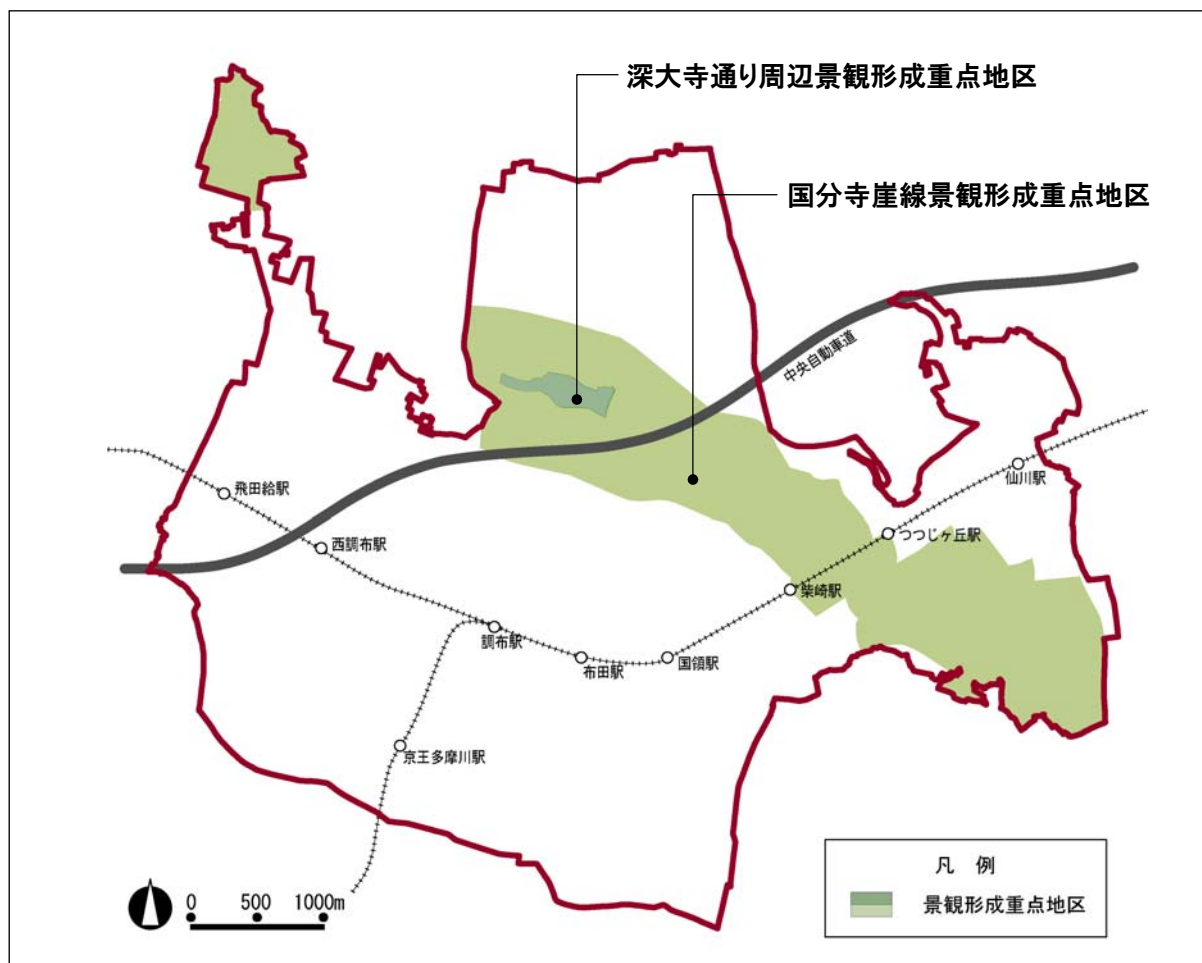 深大寺通り周辺景観形成重点地区
国分寺崖線景観形成重点地区
中央自動車道
仙川駅
飛田給駅
つつじヶ丘駅
西調布駅
柴崎駅
調布駅
布田駅
国領駅
京王多摩川駅
凡 例
景観形成重点地区
0 500 1000m